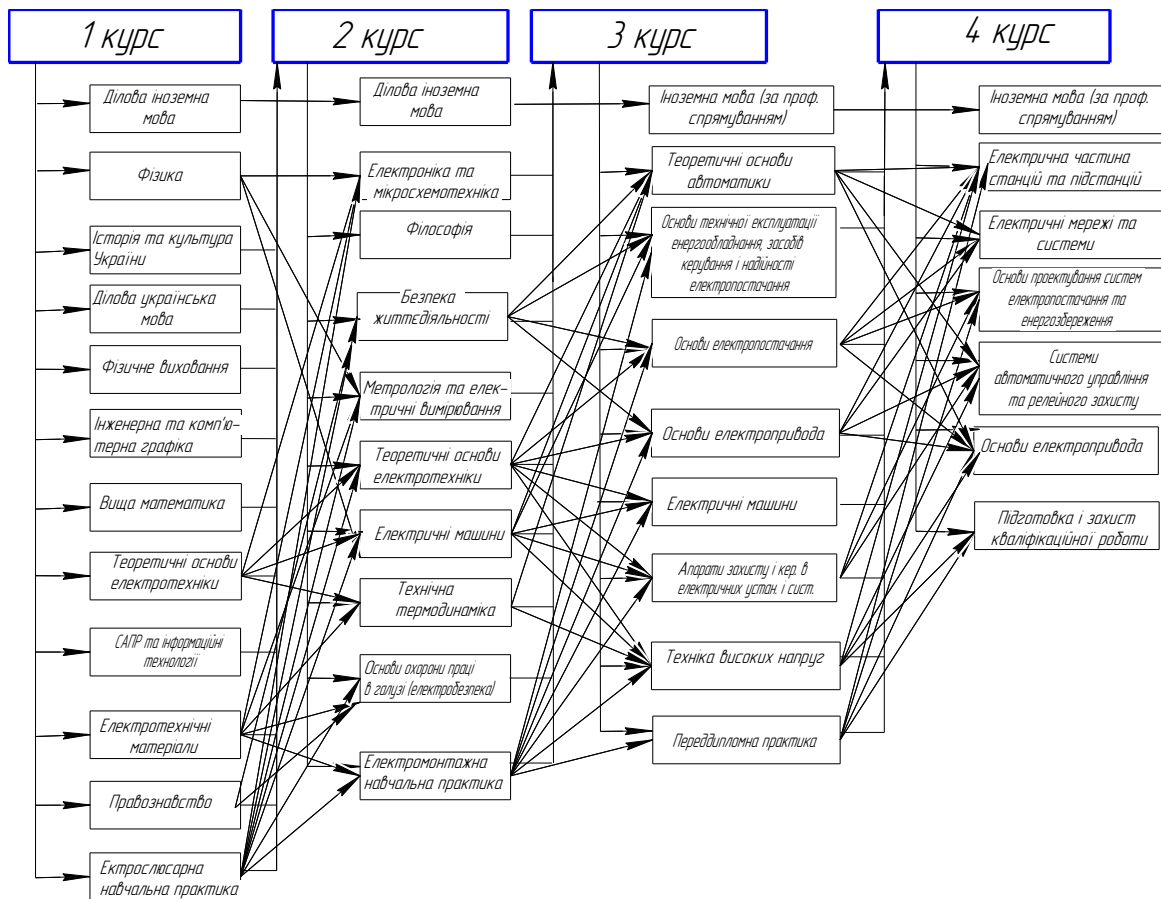 1 курс
2 курс
3 курс
4 курс
Ділова іноземна
мова
Фізика
Історія та культура
України
Ділова українська
мова
Фізичне виховання
Інженерна та комп'ю-
терна графіка
Вища математика
Теоретичні основи
електротехніки
САПР та інформаційні
технології
Електротехнічні
матеріали
Правознавство
Ектрослюсарна
навчальна практика
Ділова іноземна
мова
Електроніка та
мікросхемотехніка
Філософія
Безпека
життєдіяльності
Метрологія та елек-
тричні вимірювання
Теоретичні основи
електротехніки
Електричні машини
Технічна
термодинаміка
Основи охорони праці
в галузі (електробезпека)
Електромонтажна
навчальна практика
Іноземна мова (за проф.
спрямуванням)
Теоретичні основи
автоматики
Основи технічної експлуатації
енергообладнання, засобів
керування і надійності
електропостачання
Основи електропостачання
Основи електропривода
Електричні машини
Апарати захисту і кер. в
електричних устан. і сист.
Техніка високих напруг
Переддипломна практика
Іноземна мова (за проф.
спрямуванням)
Електрична частина
станцій та підстанцій
Електричні мережі та
системи
Основи проектування систем
електропостачання та
енергозбереження
Системи
автоматичного управління
та релейного захисту
Основи електропривода
Підготовка і захист
кваліфікаційної роботи